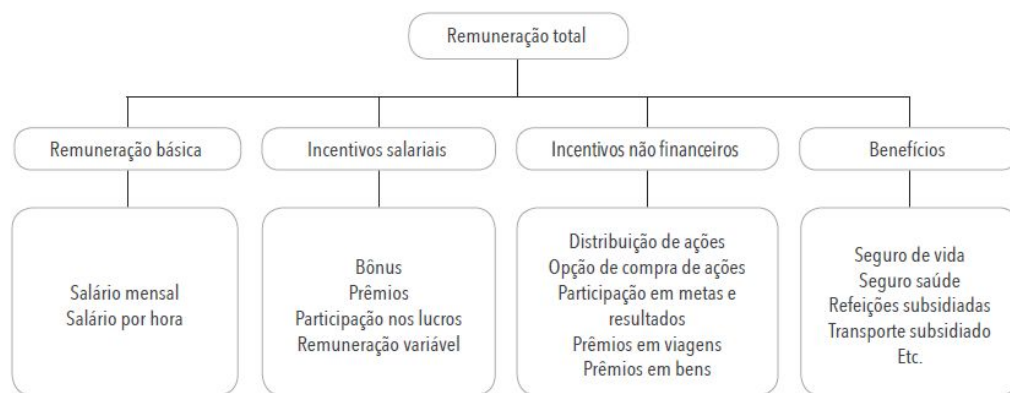 Remuneração total
Remuneração básica
Incentivos salariais
Incentivos não financeiros
Benefícios
Salário mensal
Salário por hora
Bônus
Prêmios
Participação nos lucros
Remuneração variável
Distribuição de ações
Opção de compra de ações
Participação em metas e
resultados
Prêmios em viagens
Prêmios em bens
Seguro de vida
Seguro saúde
Refeições subsidiadas
Transporte subsidiado
Etc.